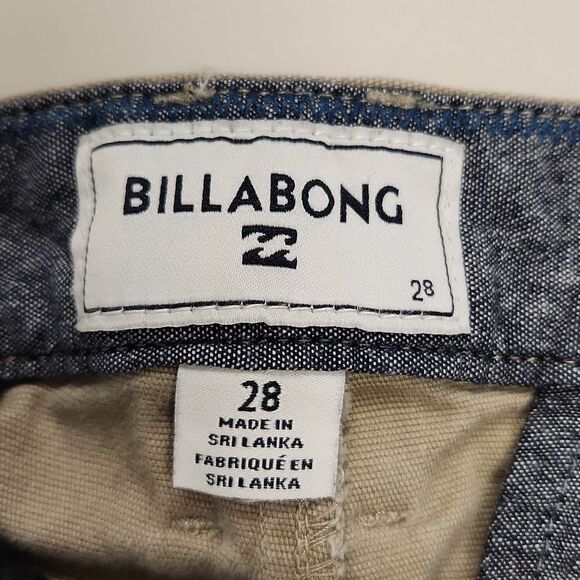 BILLABONG
28
28
MADE IN
SRI LANKA
FABRIQUÉ EN
SRI LANKA